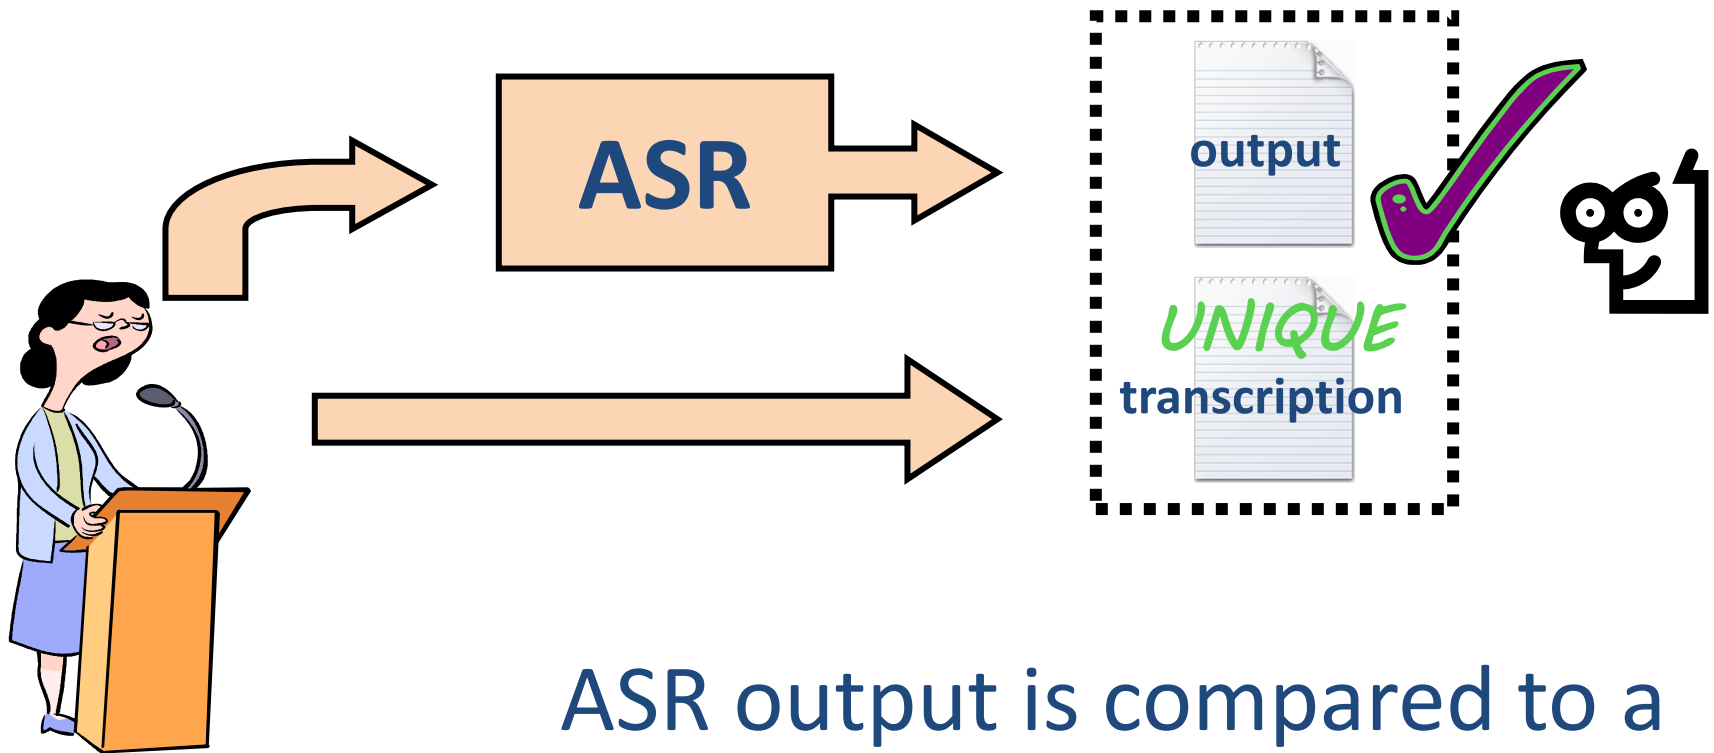 ASR
output
UNIQUE
transcription
ASR output is compared to a